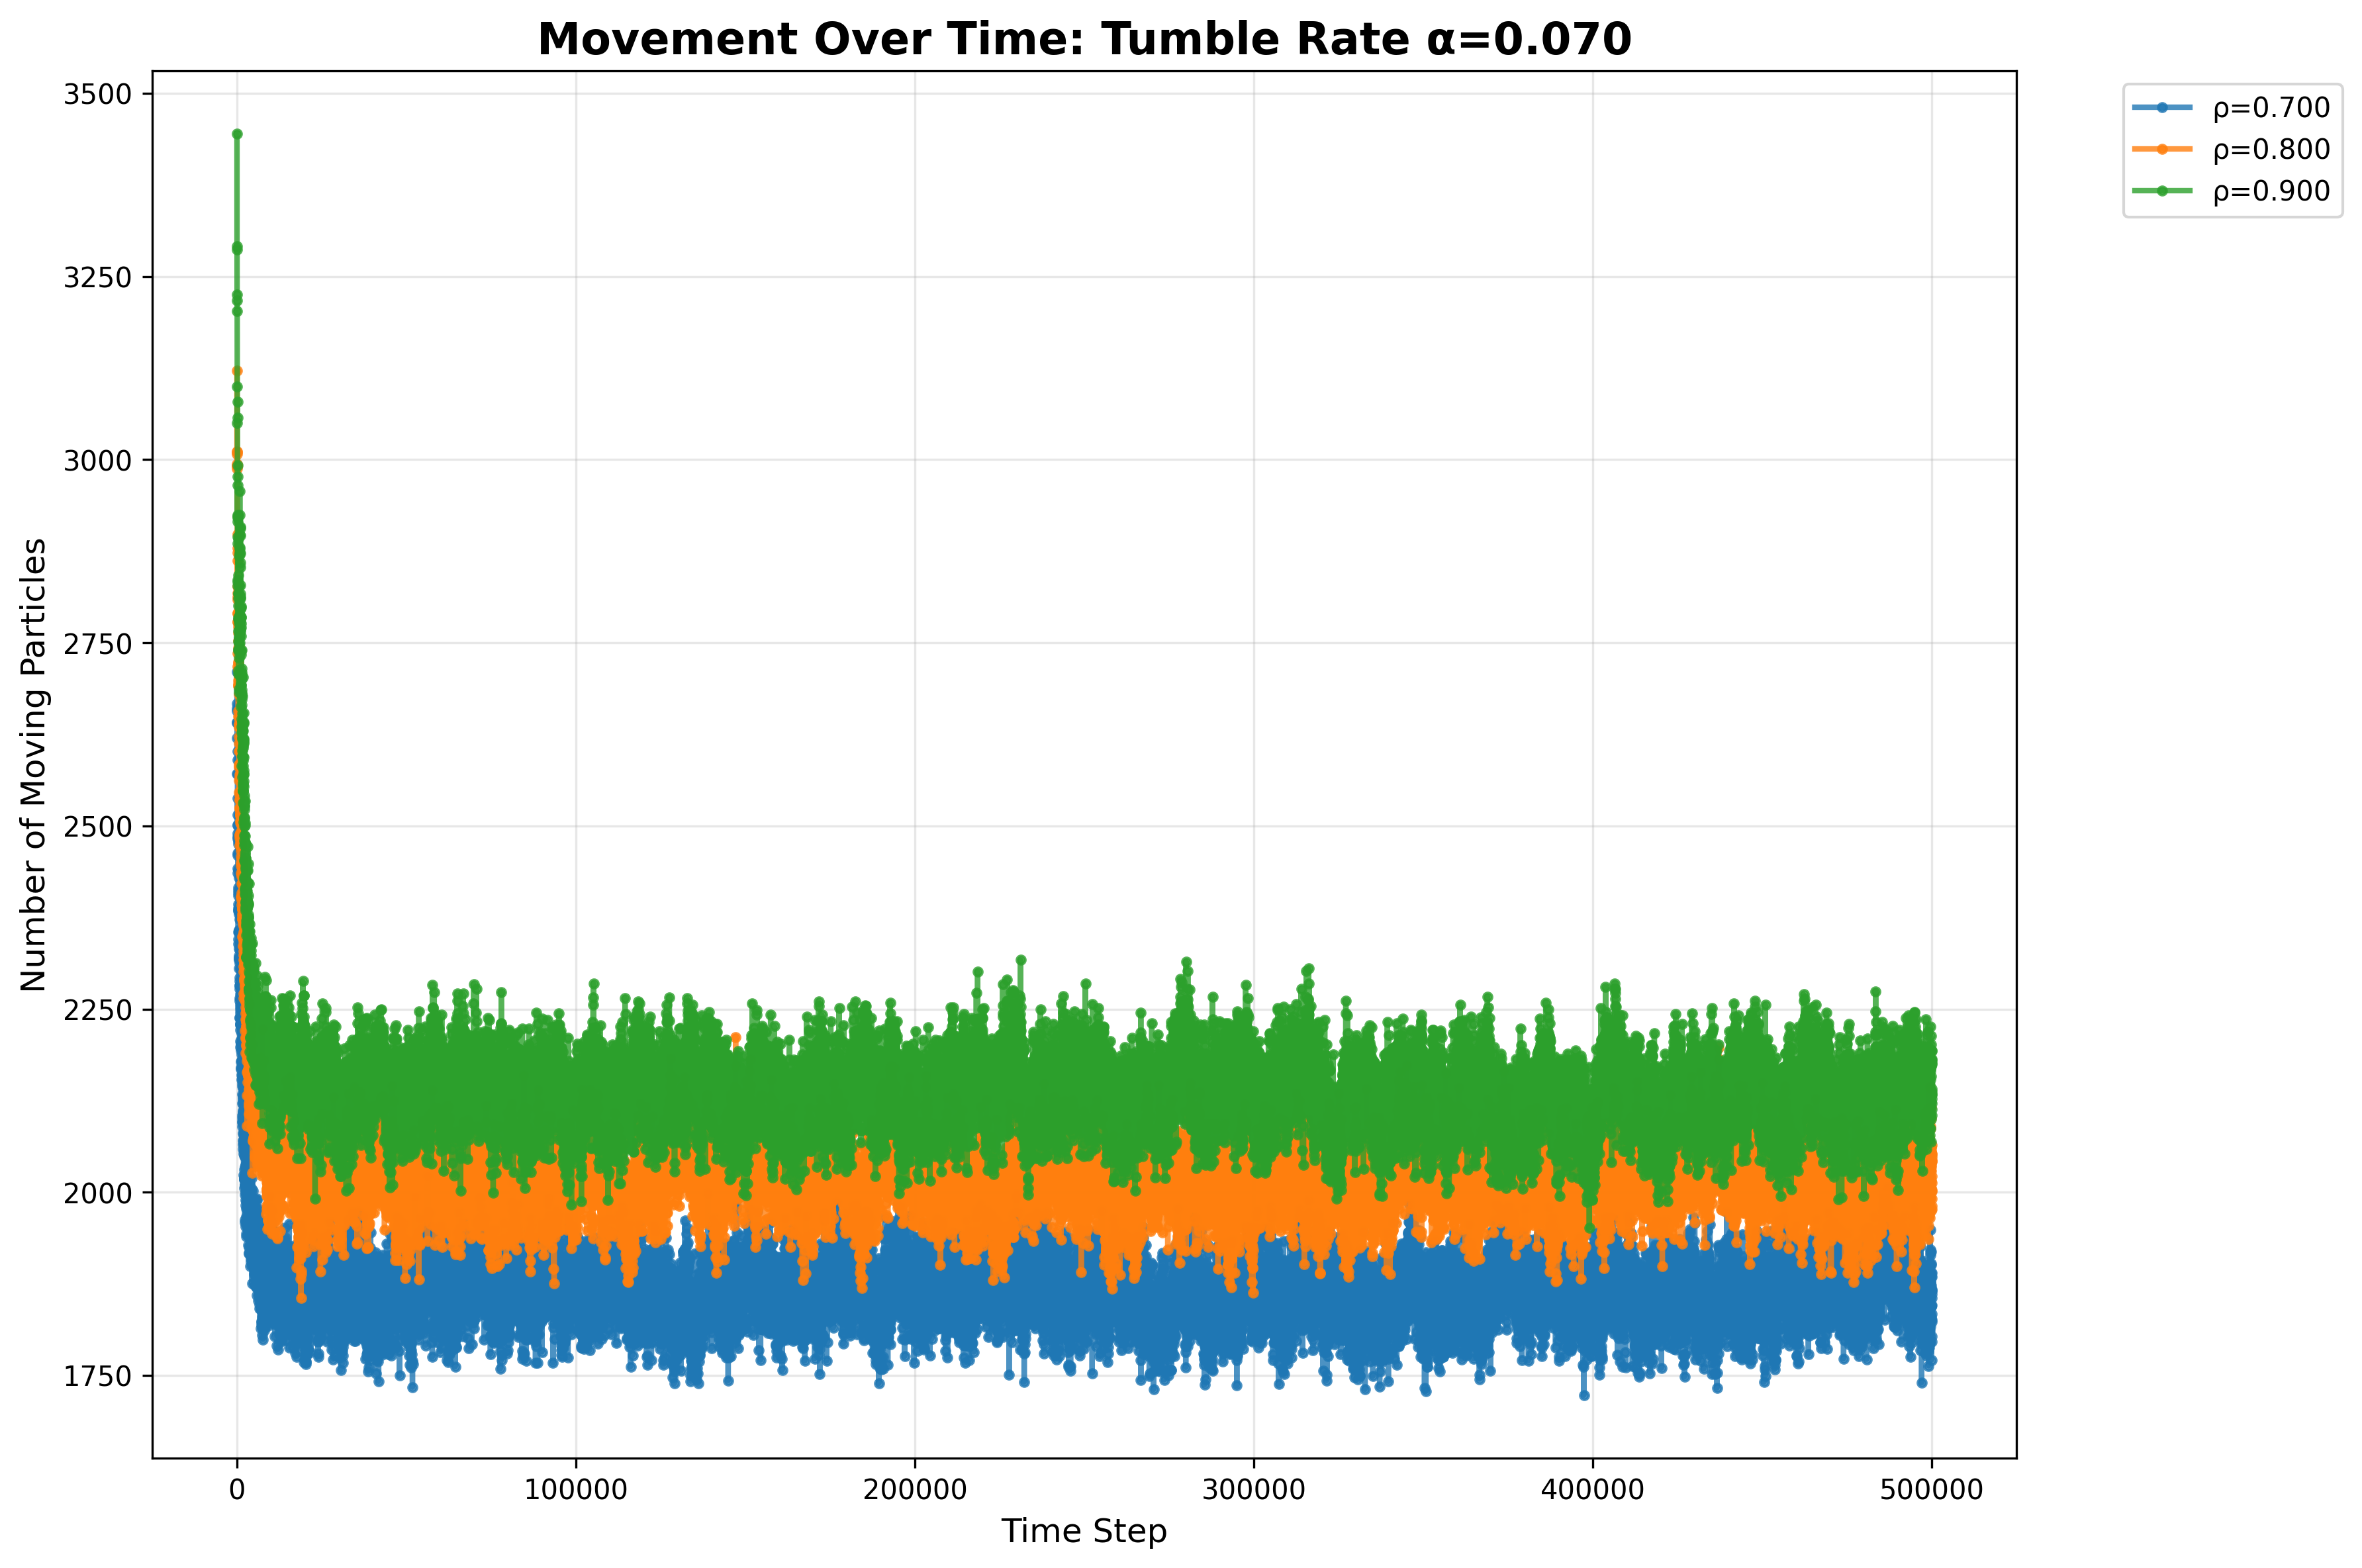 Movement Over Time: Tumble Rate α=0.070
Number of Moving Particles
3500
3250
3000
2750
2500
2250
2000
1750
0
100000
200000
300000
400000
500000
Time Step
ρ=0.700
ρ=0.800
ρ=0.900